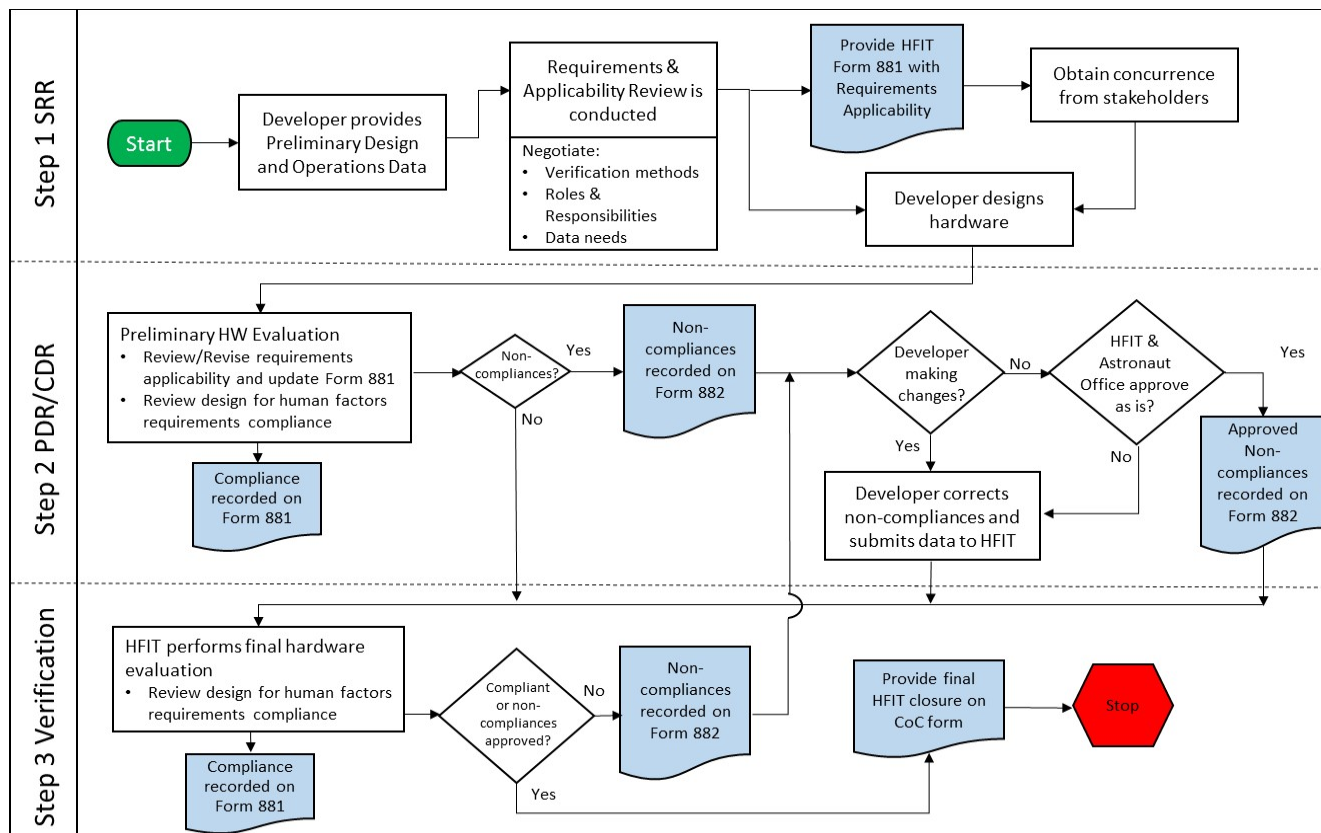 Step 1 SRR
Start
Developer provides
Preliminary Design
and Operations Data
Requirements &
Applicability Review is
conducted
Negotiate:
• Verification methods
• Roles &
Responsibilities
• Data needs
Provide HFIT
Form 881 with
Requirements
Applicability
Obtain concurrence
from stakeholders
Developer designs
hardware
Step 2 PDR/CDR
Preliminary HW Evaluation
• Review/Revise requirements
applicability and update Form 881
• Review design for human factors
requirements compliance
Compliance
recorded on
Form 881
Non-
compliances?
Yes
No
Non-
compliances
recorded on
Form 882
Developer
making
changes?
No
Yes
HFIT &
Astronaut
Office approve
as is?
Yes
No
Developer corrects
non-compliances and
submits data to HFIT
Approved
Non-
compliances
recorded on
Form 882
Step 3 Verification
HFIT performs final hardware
evaluation
• Review design for human factors
requirements compliance
Compliance
recorded on
Form 881
Compliant
or non-
compliances
approved?
No
Yes
Non-
compliances
recorded on
Form 882
Provide final
HFIT closure on
CoC form
Stop